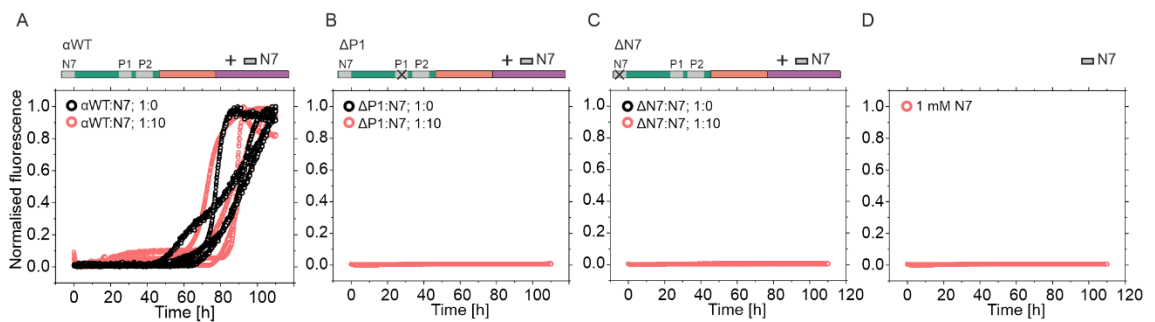 A
αWT
+ N7
N7 P1 P2
αWT:N7; 1:0
αWT:N7; 1:10
Normalised fluorescence
1.0
0.8
0.6
0.4
0.2
0.0
0 20 40 60 80 100 120
Time [h]
B
ΔP1
+ N7
N7 P1 P2
ΔP1:N7; 1:0
ΔP1:N7; 1:10
1.0
0.8
0.6
0.4
0.2
0.0
0 20 40 60 80 100
Time [h]
C
ΔN7
+ N7
N7 P1 P2
ΔN7:N7; 1:0
ΔN7:N7; 1:10
1.0
0.8
0.6
0.4
0.2
0.0
0 20 40 60 80 100 120
Time [h]
D
N7
1 mM N7
1.0
0.8
0.6
0.4
0.2
0.0
0 20 40 60 80 100 120
Time [h]